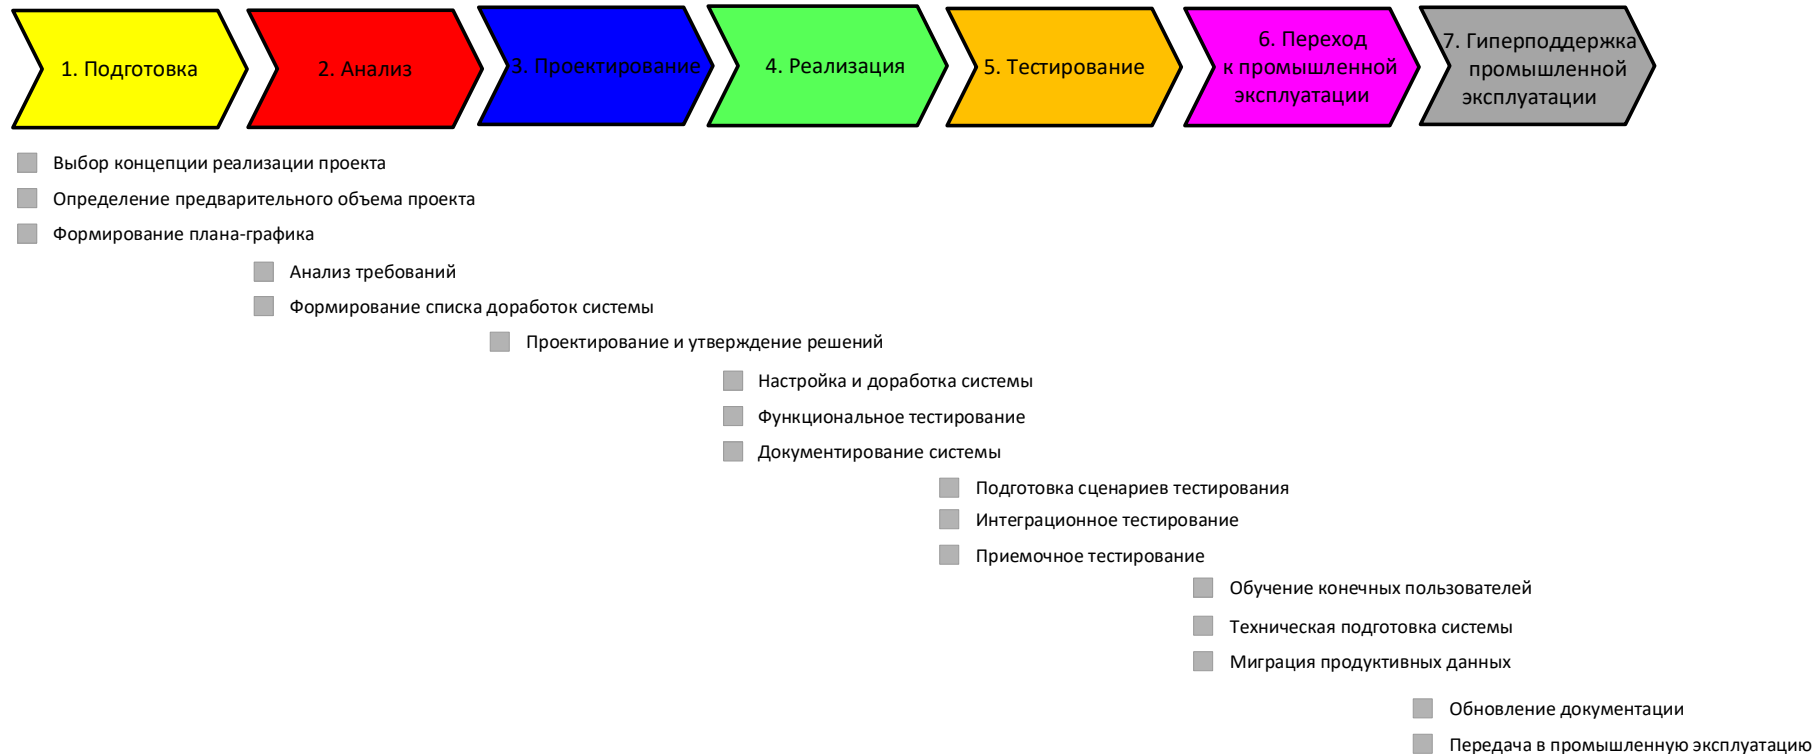 1. Подготовка
2. Анализ
3. Проектирование
4. Реализация
5. Тестирование
6. Переход
к промышленной
эксплуатации
7. Гиперподдержка
промышленной
эксплуатации
Выбор концепции реализации проекта
Определение предварительного объема проекта
Формирование плана-графика
Анализ требований
Формирование списка доработок системы
Проектирование и утверждение решений
Настройка и доработка системы
Функциональное тестирование
Документирование системы
Подготовка сценариев тестирования
Интеграционное тестирование
Приемочное тестирование
Обучение конечных пользователей
Техническая подготовка системы
Миграция продуктивных данных
Обновление документации
Передача в промышленную эксплуатацию